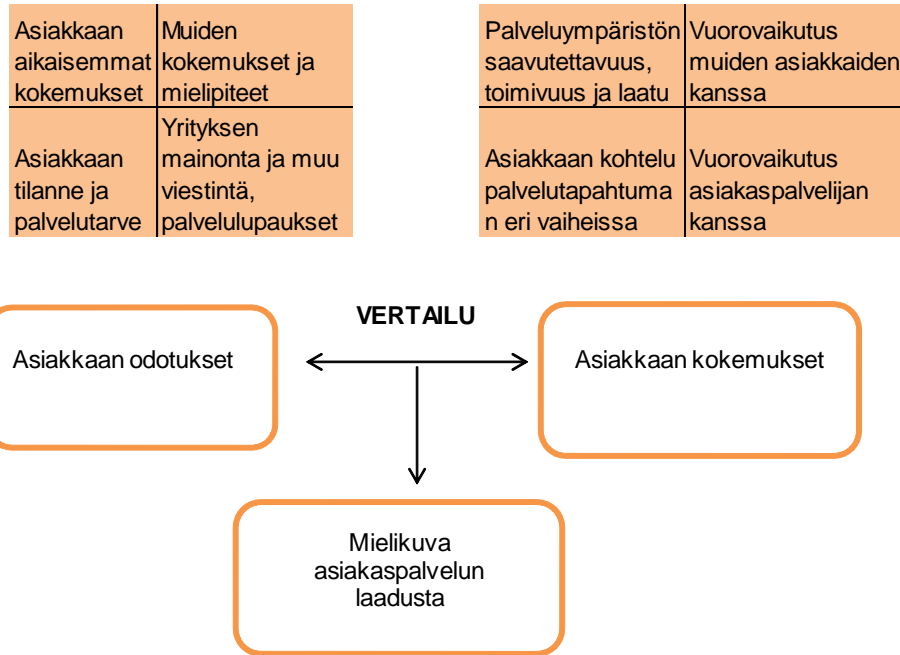 Asiakkaan
aikaisemmat
kokemukset
Muiden
kokemukset ja
mielipiteet
Asiakkaan
tilanne ja
palvelutarve
Yrityksen
mainonta ja muu
viestintä,
palvelulupaukset
Palveluympäristön
saavutettavuus,
toimivuus ja laatu
Vuorovaikutus
muiden asiakkaiden
kanssa
Asiakkaan kohtelu
palvelutapahtuma
n eri vaiheissa
Vuorovaikutus
asiakaspalvelijan
kanssa
VERTAILU
Asiakkaan odotukset
Asiakkaan kokemukset
Mielikuva
asiakaspalvelun
laadusta